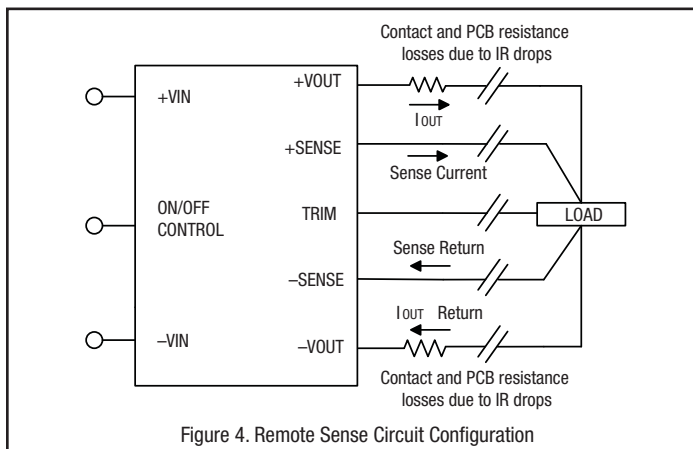 Contact and PCB resistance
losses due to IR drops
+VOUT
+VIN
IOUT
+SENSE
Sense Current
ON/OFF
CONTROL
TRIM
LOAD
Sense Return
–SENSE
IOUT Return
–VIN
–VOUT
Contact and PCB resistance
losses due to IR drops
Figure 4. Remote Sense Circuit Configuration